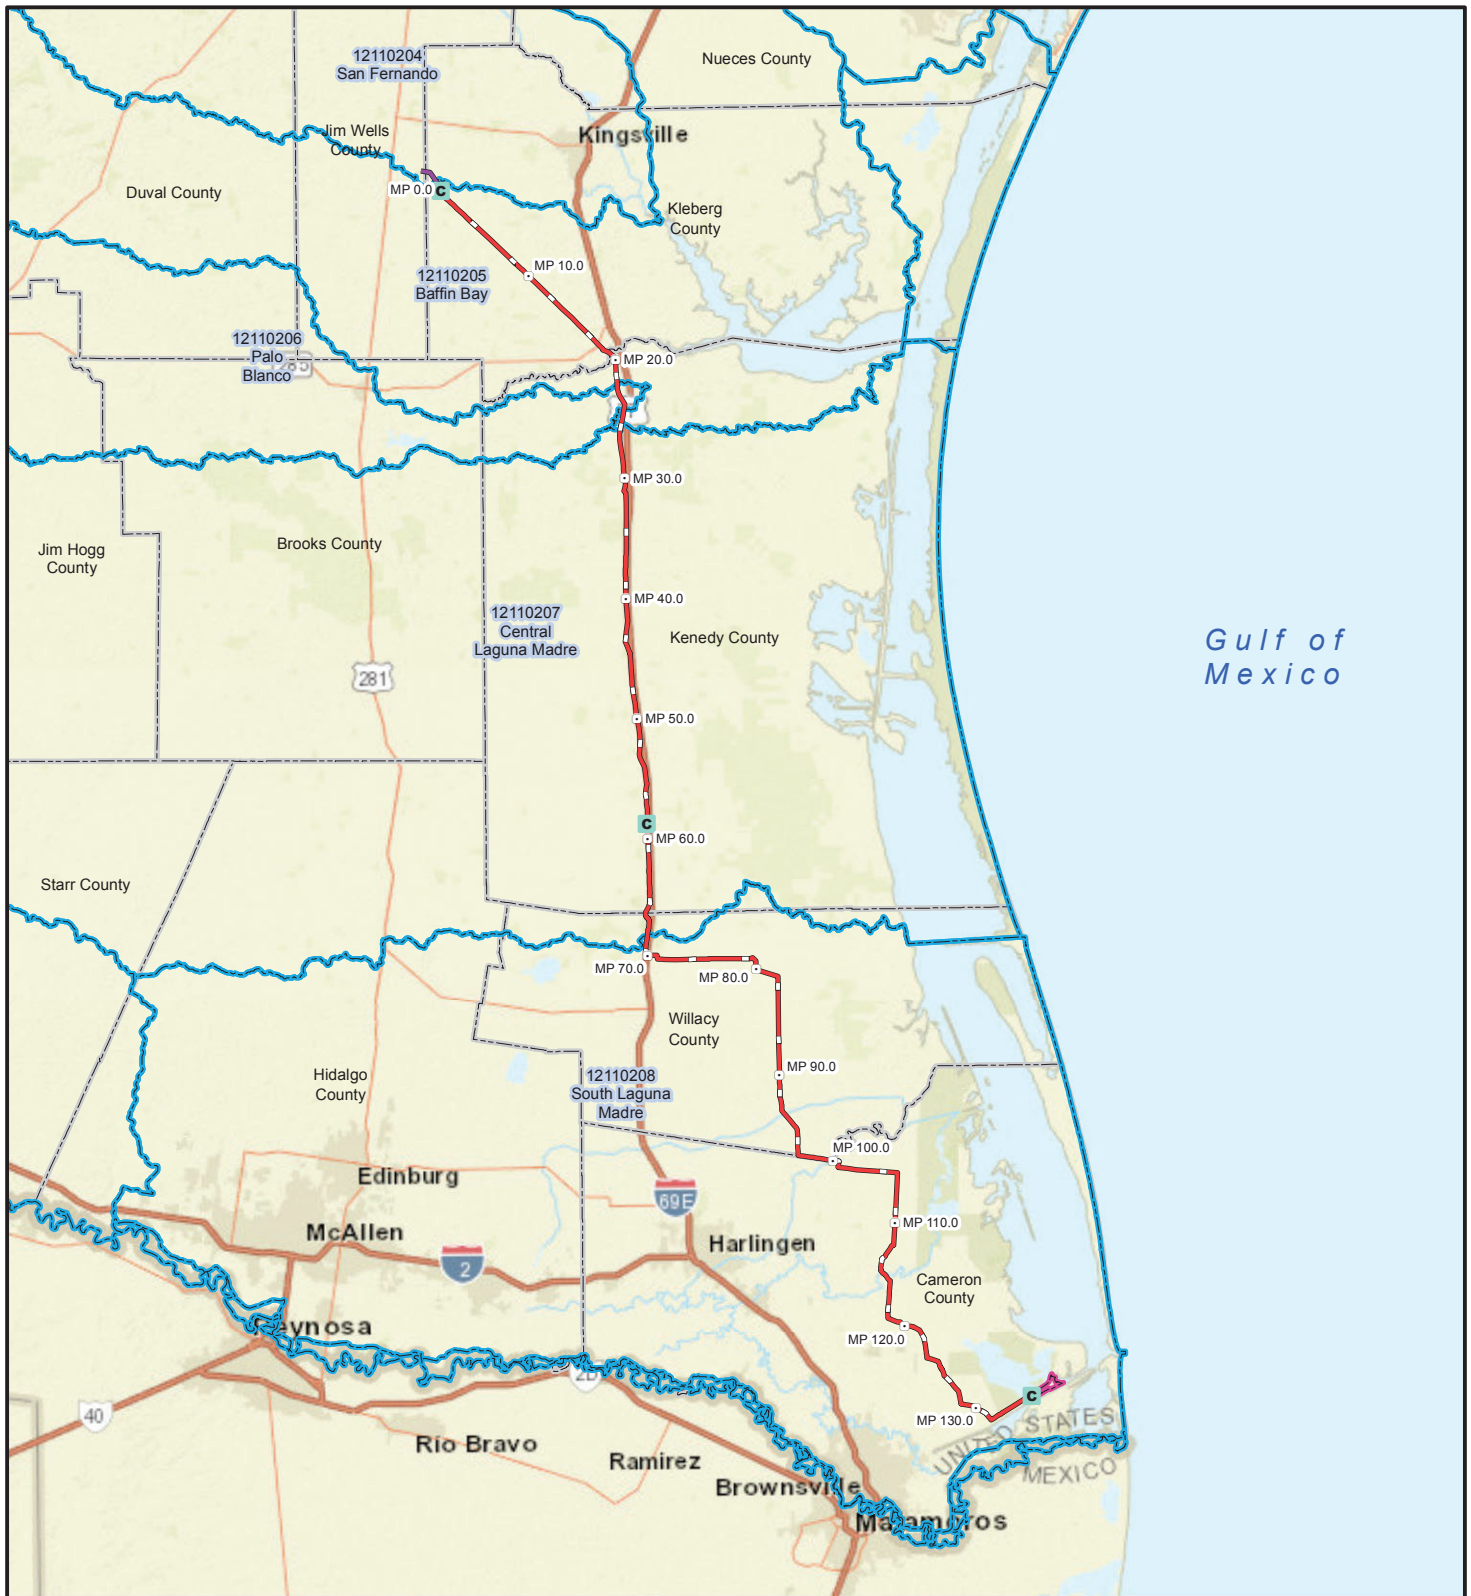 Nueces County
12110204
San Fernando
Jim Wells
County
Kingsville
Duval County
MP 0.0
C
Kleberg
County
12110205
Baffin Bay
MP 10.0
12110206
Palo
Blanco
285
MP 20.0
MP 30.0
Jim Hogg
County
Brooks County
12110207
Central
Laguna Madre
MP 40.0
Kenedy County
Gulf of
Mexico
281
MP 50.0
C
MP 60.0
Starr County
MP 70.0
MP 80.0
Willacy
County
MP 90.0
Hidalgo
County
12110208
South Laguna
Madre
MP 100.0
Edinburg
69E
MP 110.0
McAllen
Harlingen
2
Cameron
County
Reynosa
MP 120.0
2D
C
40
MP 130.0
UNITED STATES
MEXICO
Río Bravo
Ramirez
Brownsville
Matamoros